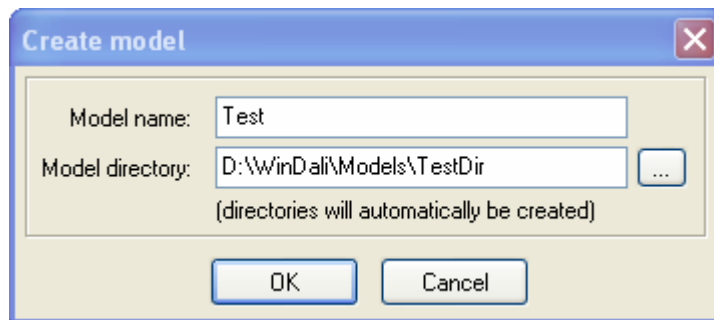 Create model
Model name: Test
Model directory: D:\WinDali\Models\TestDir ...
(directories will automatically be created)
OK Cancel